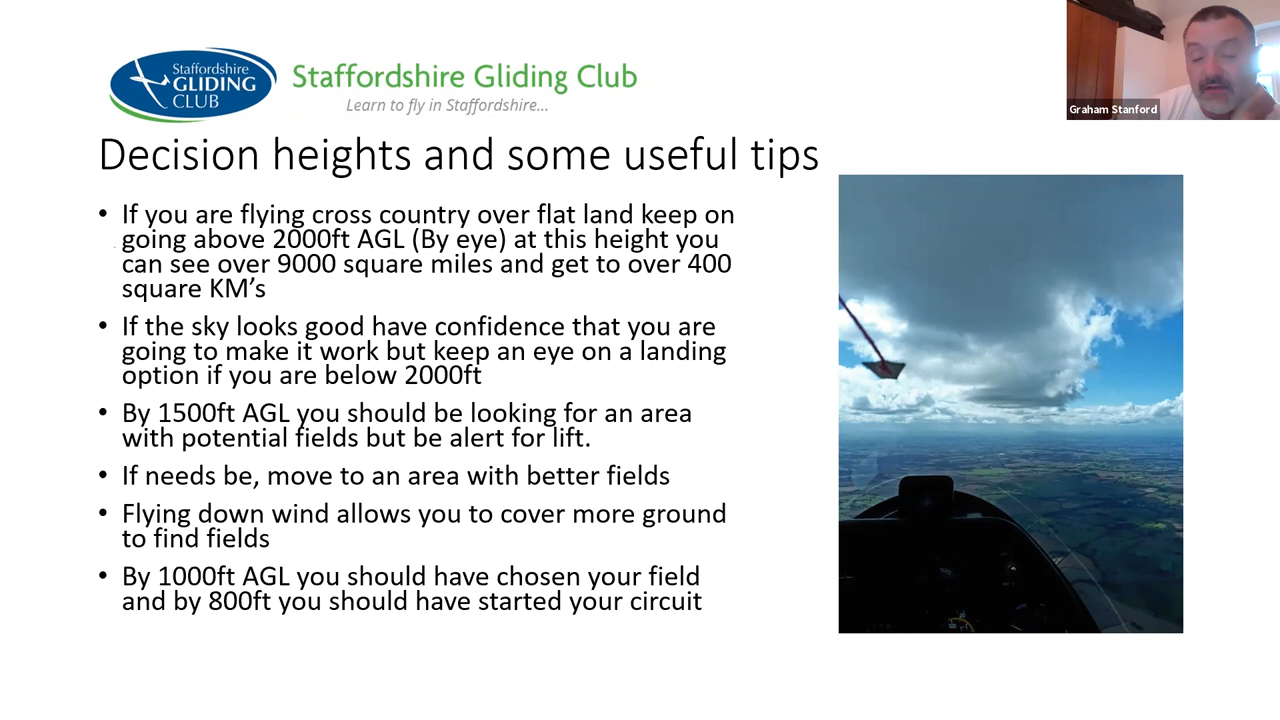 Staffordshire
GLIDING
CLUB
Staffordshire Gliding Club
Learn to fly in Staffordshire...
Graham Stanford
Decision heights and some useful tips
• If you are flying cross country over flat land keep on
going above 2000ft AGL (By eye) at this height you
can see over 9000 square miles and get to over 400
square KM’s
• If the sky looks good have confidence that you are
going to make it work but keep an eye on a landing
option if you are below 2000ft
• By 1500ft AGL you should be looking for an area
with potential fields but be alert for lift.
• If needs be, move to an area with better fields
• Flying down wind allows you to cover more ground
to find fields
• By 1000ft AGL you should have chosen your field
and by 800ft you should have started your circuit